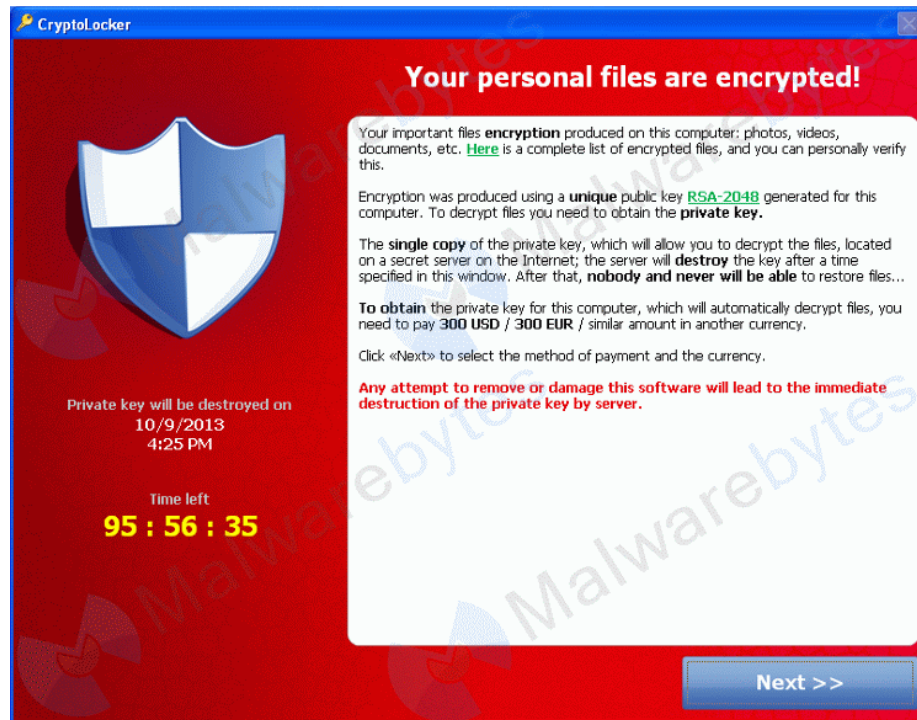 CryptoLocker
Your personal files are encrypted!
Your important files encryption produced on this computer: photos, videos,
documents, etc. Here is a complete list of encrypted files, and you can personally verify
this.
Encryption was produced using a unique public key RSA-2048 generated for this
computer. To decrypt files you need to obtain the private key.
The single copy of the private key, which will allow you to decrypt the files, located
on a secret server on the Internet; the server will destroy the key after a time
specified in this window. After that, nobody and never will be able to restore files...
To obtain the private key for this computer, which will automatically decrypt files, you
need to pay 300 USD / 300 EUR / similar amount in another currency.
Click «Next» to select the method of payment and the currency.
Any attempt to remove or damage this software will lead to the immediate
destruction of the private key by server.
Private key will be destroyed on
10/9/2013
4:25 PM
Time left
95 : 56 : 35
Next >>
Malwarebytes
Malwarebytes
Malwarebytes
Malwarebytes